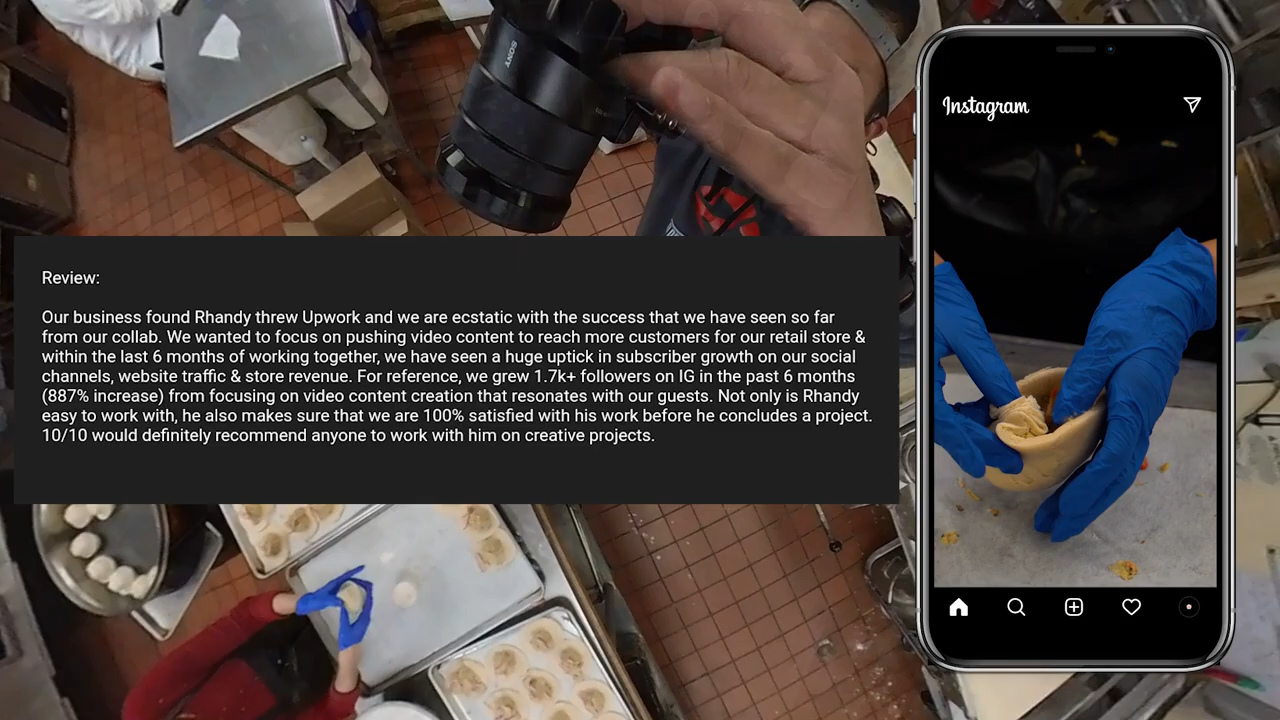 SONY
Instagram
Review:
Our business found Rhandy threw Upwork and we are ecstatic with the success that we have seen so far
from our collab. We wanted to focus on pushing video content to reach more customers for our retail store &
within the last 6 months of working together, we have seen a huge uptick in subscriber growth on our social
channels, website traffic & store revenue. For reference, we grew 1.7k+ followers on IG in the past 6 months
(887% increase) from focusing on video content creation that resonates with our guests. Not only is Rhandy
easy to work with, he also makes sure that we are 100% satisfied with his work before he concludes a project.
10/10 would definitely recommend anyone to work with him on creative projects.